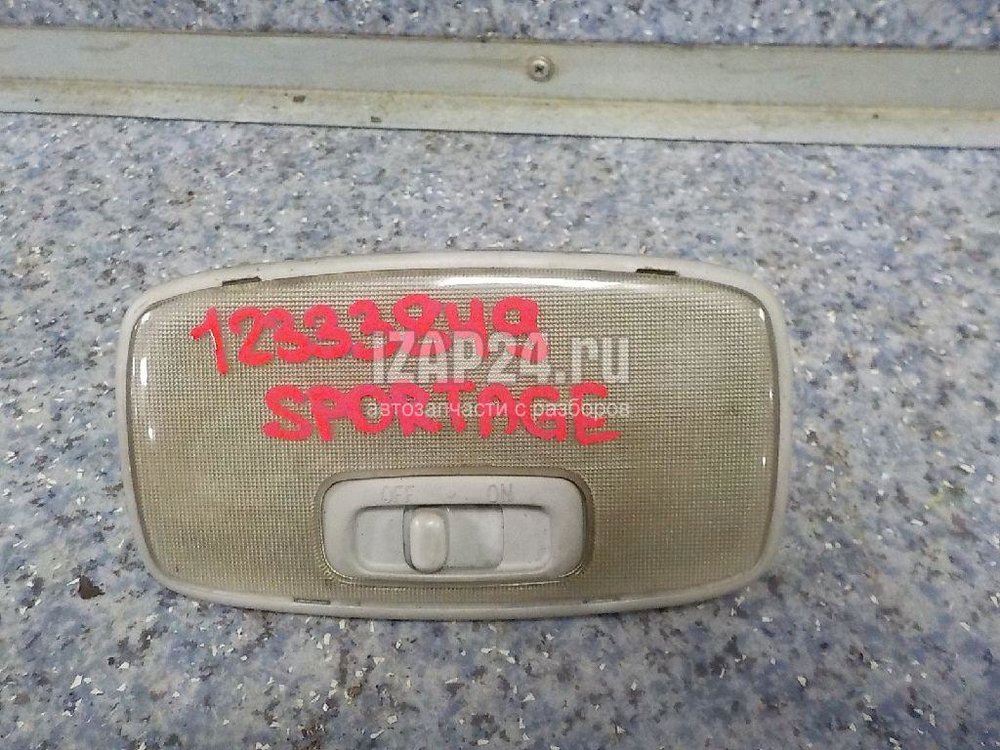 12333949
iZAP24.ru
SPORTAGE
автозапчасти с разборов
OFF ON